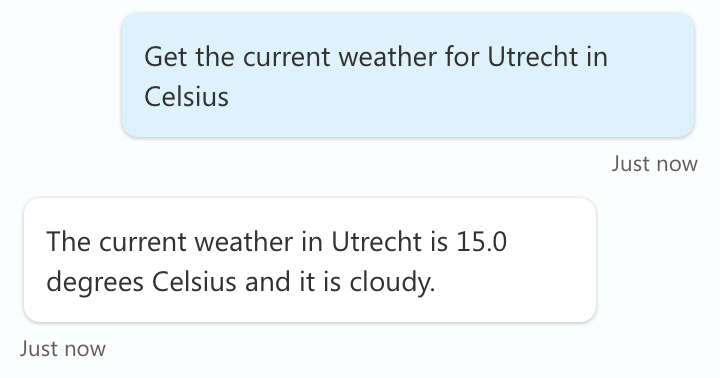 Get the current weather for Utrecht in
Celsius
Just now
The current weather in Utrecht is 15.0
degrees Celsius and it is cloudy.
Just now